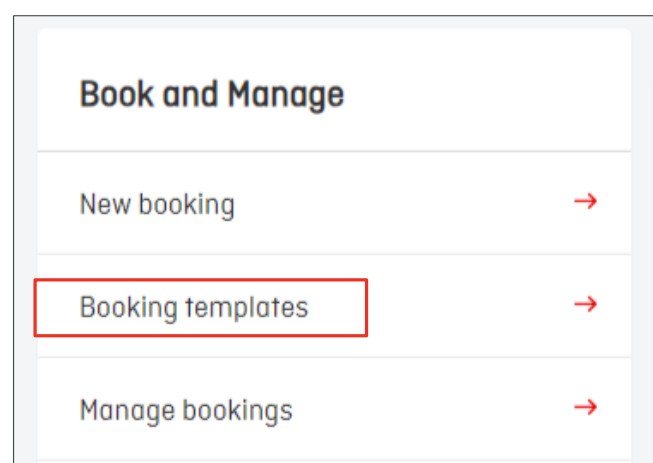 Book and Manage
New booking
Booking templates
Manage bookings